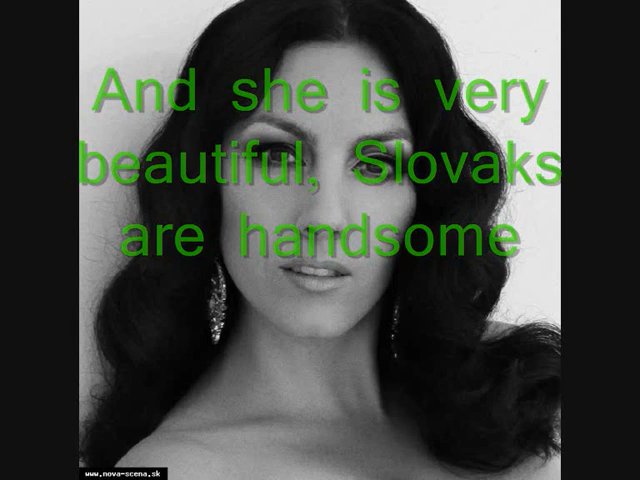 And she is very
beautiful, Slovaks
are handsome
www.nova-scena.sk